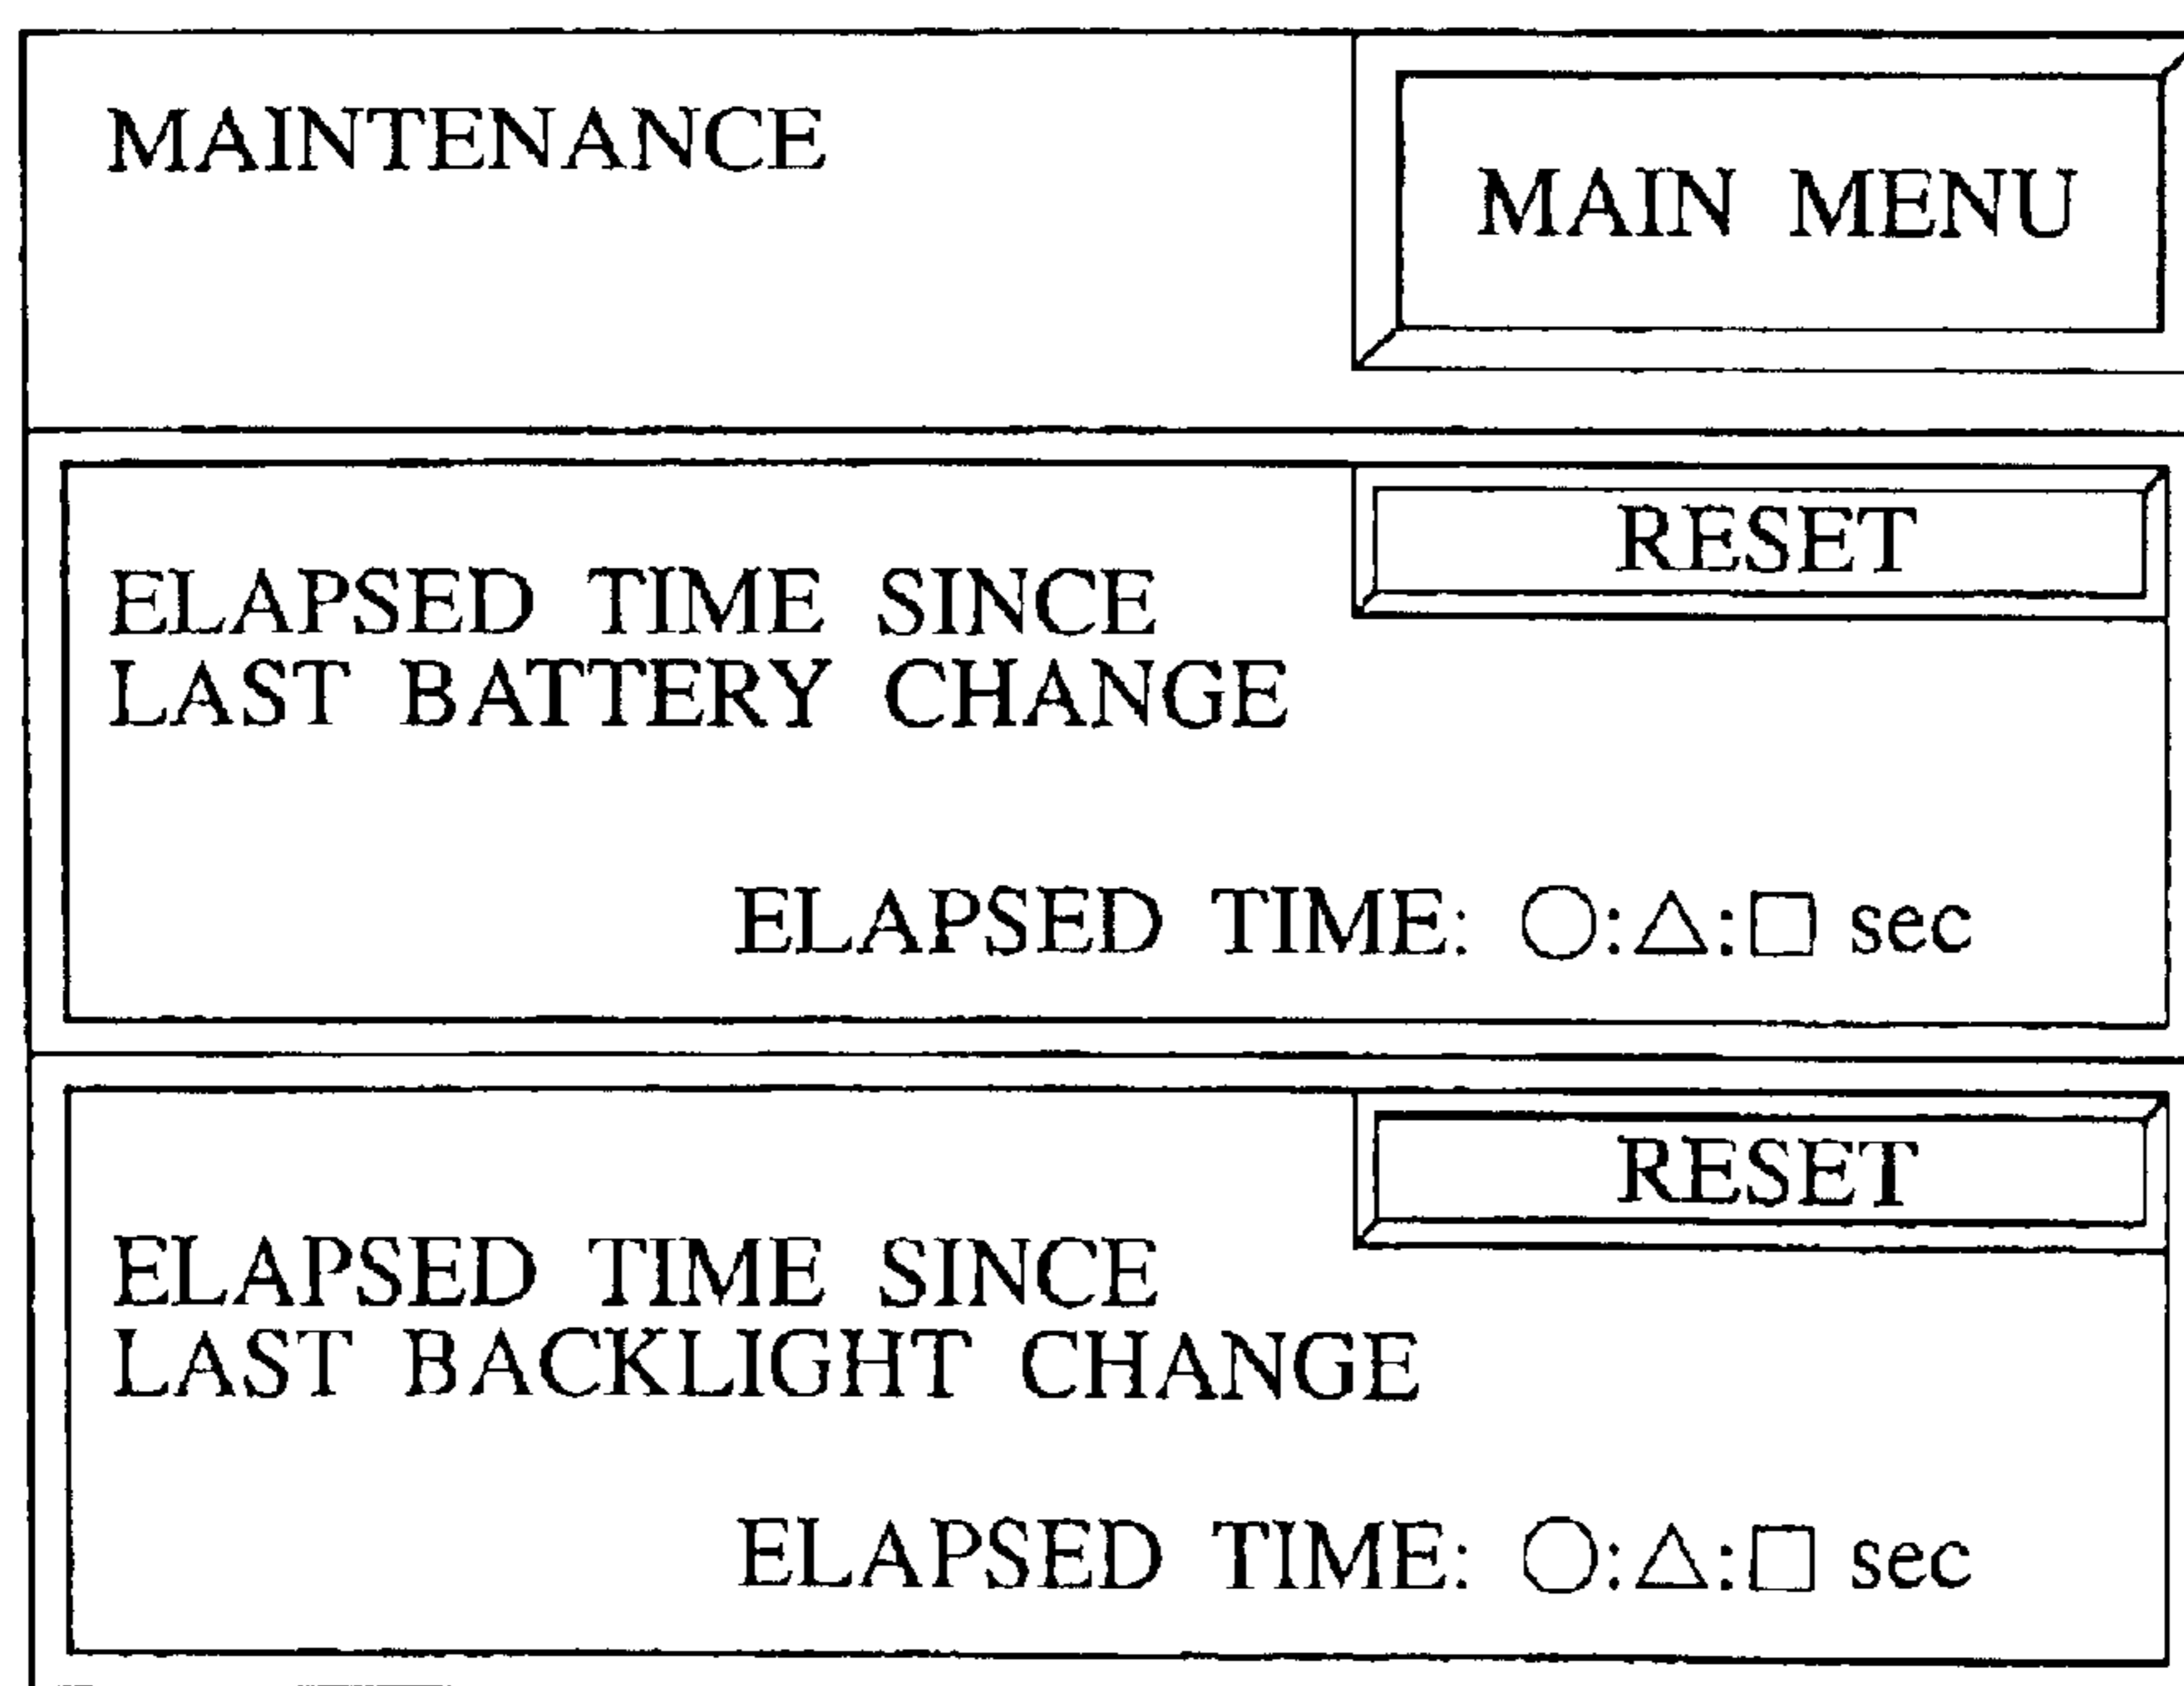 MAINTENANCE
MAIN MENU
RESET
ELAPSED TIME SINCE
LAST BATTERY CHANGE
ELAPSED TIME: ○:△:□ sec
RESET
ELAPSED TIME SINCE
LAST BACKLIGHT CHANGE
ELAPSED TIME: ○:△:□ sec